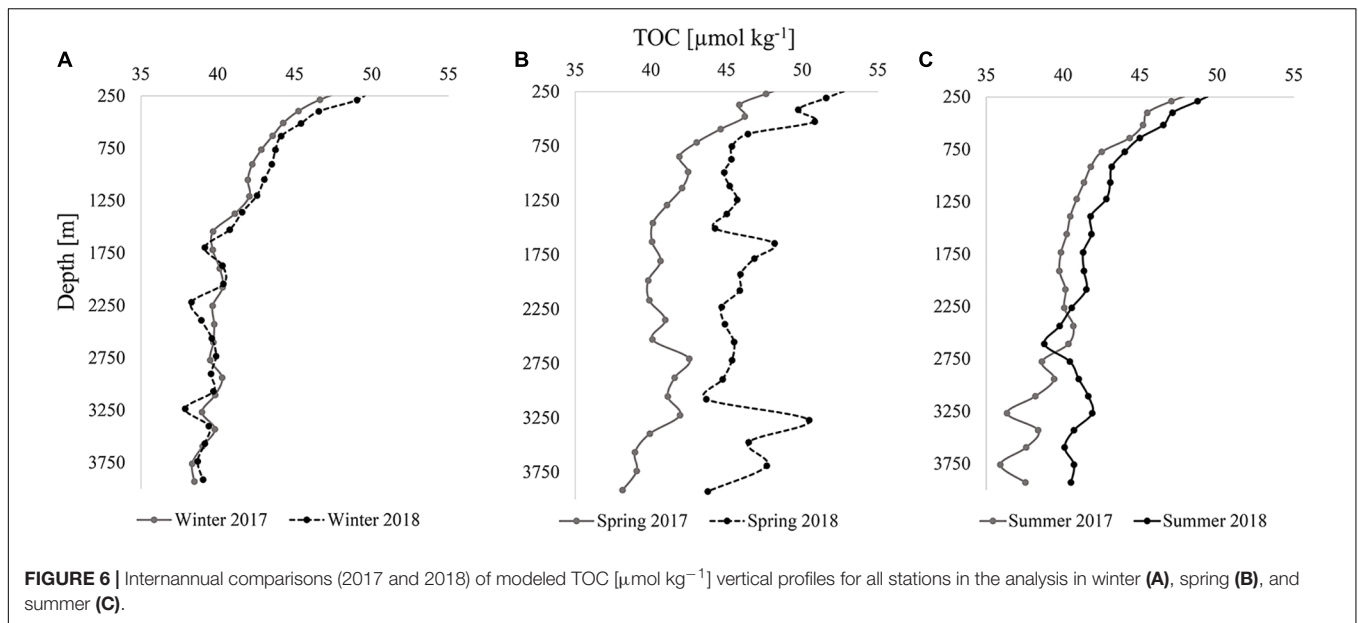 TOC [µmol kg-1]
A
35 40 45 50 55
250
750
1250
1750
2250
2750
3250
3750
Depth [m]
Winter 2017 Winter 2018
B
35 40 45 50 55
250
750
1250
1750
2250
2750
3250
3750
Spring 2017 Spring 2018
C
35 40 45 50 55
250
750
1250
1750
2250
2750
3250
3750
Summer 2017 Summer 2018
FIGURE 6 | Internannual comparisons (2017 and 2018) of modeled TOC [µmol kg−1] vertical profiles for all stations in the analysis in winter (A), spring (B), and
summer (C).